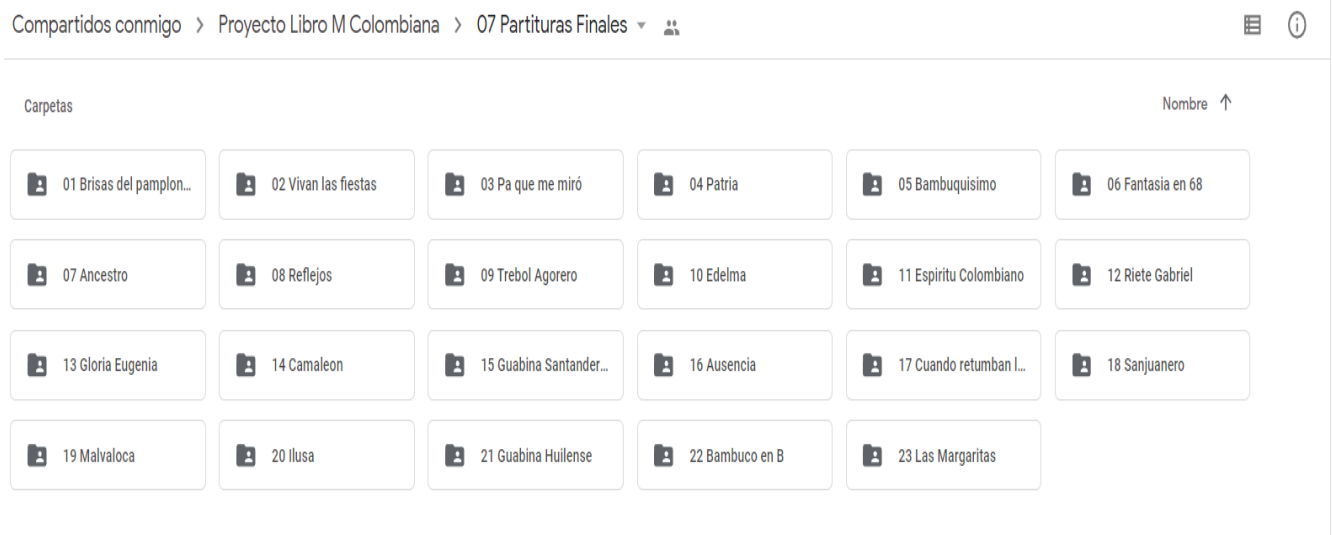 Compartidos conmigo > Proyecto Libro M Colombiana > 07 Partituras Finales
Carpetas Nombre ↑
01 Brisas del pamplon... 02 Vivan las fiestas 03 Pa que me miró 04 Patria 05 Bambuquisimo 06 Fantasia en 68
07 Ancestro 08 Reflejos 09 Trebol Agorero 10 Edelma 11 Espiritu Colombiano 12 Riete Gabriel
13 Gloria Eugenia 14 Camaleon 15 Guabina Santander... 16 Ausencia 17 Cuando retumban l... 18 Sanjuanero
19 Malvaloca 20 Ilusa 21 Guabina Huilense 22 Bambuco en B 23 Las Margaritas